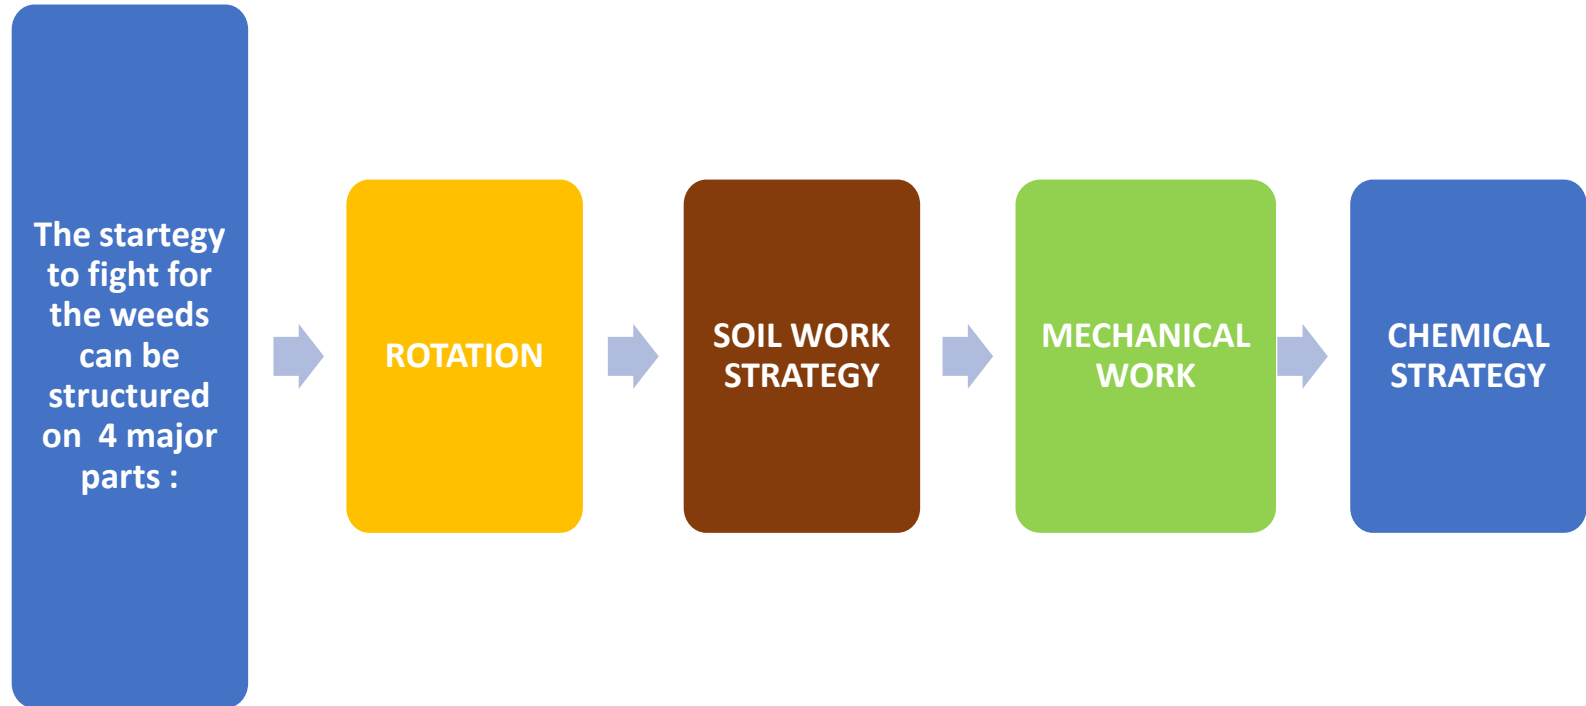 The startegy
to fight for
the weeds
can be
structured
on  4 major
parts :
ROTATION
SOIL WORK
STRATEGY
MECHANICAL
WORK
CHEMICAL
STRATEGY